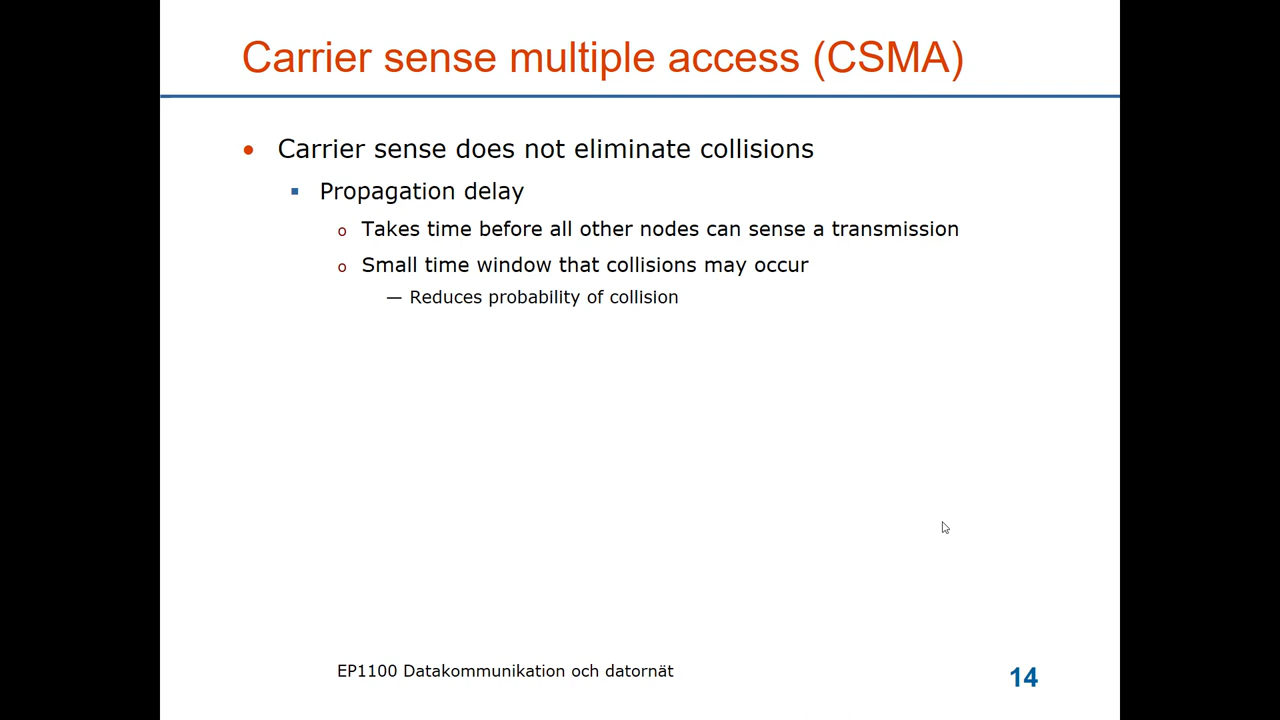 Carrier sense multiple access (CSMA)
• Carrier sense does not eliminate collisions
▪ Propagation delay
o Takes time before all other nodes can sense a transmission
o Small time window that collisions may occur
— Reduces probability of collision
EP1100 Datakommunikation och datornät
14